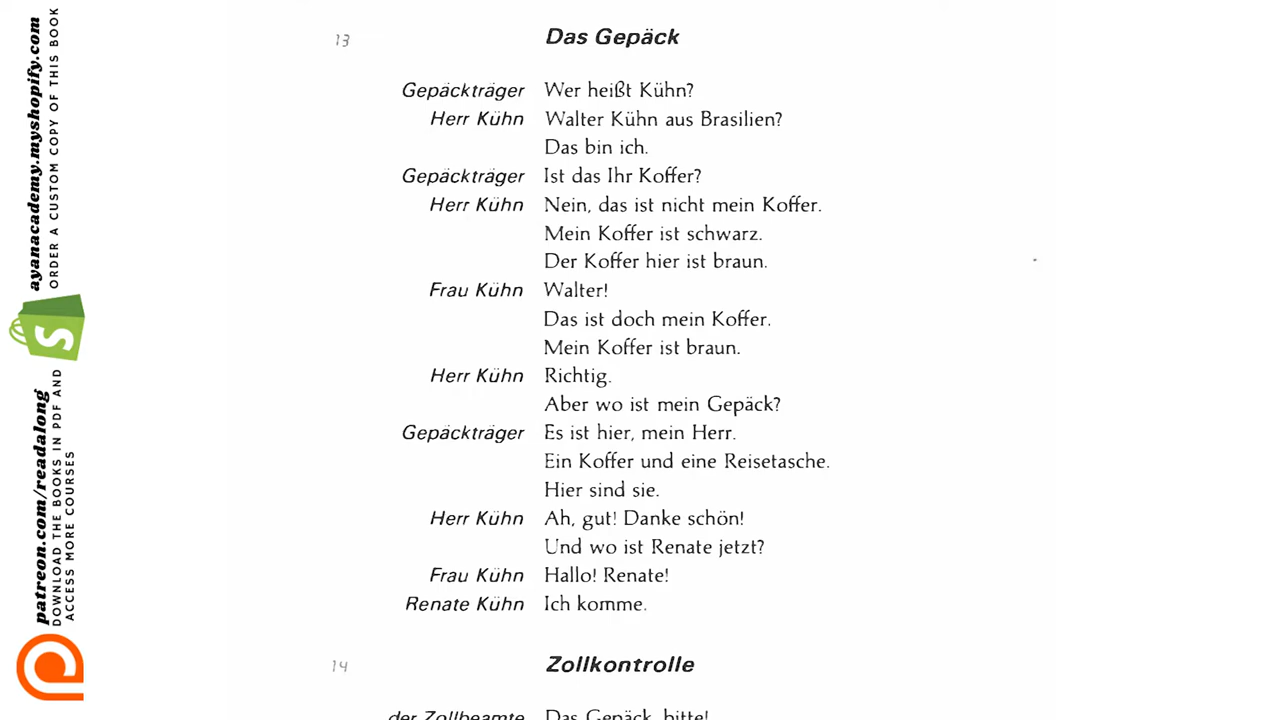 ayanacademy.myshopify.com
ORDER A CUSTOM COPY OF THIS BOOK
patreon.com/readalong
DOWNLOAD THE BOOKS IN PDF AND
ACCESS MORE COURSES
13 Das Gepäck
Gepäckträger Wer heißt Kühn?
Herr Kühn Walter Kühn aus Brasilien?
Das bin ich.
Gepäckträger Ist das Ihr Koffer?
Herr Kühn Nein, das ist nicht mein Koffer.
Mein Koffer ist schwarz.
Der Koffer hier ist braun.
Frau Kühn Walter!
Das ist doch mein Koffer.
Mein Koffer ist braun.
Herr Kühn Richtig.
Aber wo ist mein Gepäck?
Gepäckträger Es ist hier, mein Herr.
Ein Koffer und eine Reisetasche.
Hier sind sie.
Herr Kühn Ah, gut! Danke schön!
Und wo ist Renate jetzt?
Frau Kühn Hallo! Renate!
Renate Kühn Ich komme.
14 Zollkontrolle
der Zollbeamte Das Gepäck, bitte!